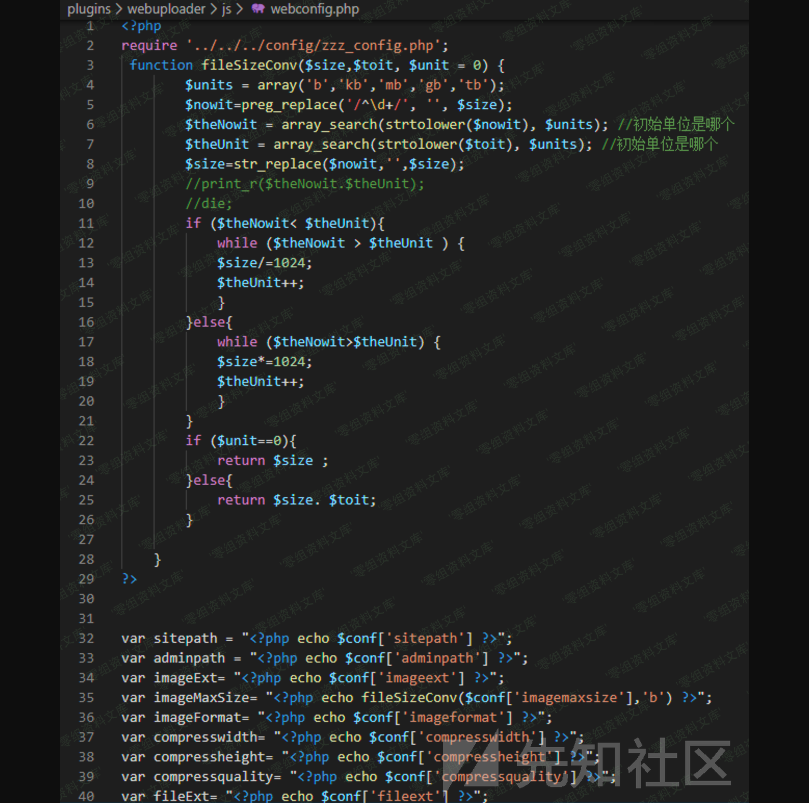 plugins > webuploader > js > webconfig.php
1 <?php
2 require '../../../config/zzz_config.php';
3 function fileSizeConv($size,$toit, $unit = 0) {
4 $units = array('b','kb','mb','gb','tb');
5 $nowit=preg_replace('/^\d+/', '', $size);
6 $theNowit = array_search(strtolower($nowit), $units); //初始单位是哪个
7 $theUnit = array_search(strtolower($toit), $units); //初始单位是哪个
8 $size=str_replace($nowit,'',$size);
9 //print_r($theNowit.$theUnit);
10 //die;
11 if ($theNowit< $theUnit){
12 while ($theNowit > $theUnit ) {
13 $size/=1024;
14 $theUnit++;
15 }
16 }else{
17 while ($theNowit>$theUnit) {
18 $size*=1024;
19 $theUnit++;
20 }
21 }
22 if ($unit==0){
23 return $size ;
24 }else{
25 return $size. $toit;
26 }
27
28 }
29 ?>
30
31
32 var sitepath = "<?php echo $conf['sitepath'] ?>";
33 var adminpath = "<?php echo $conf['adminpath'] ?>";
34 var imageExt= "<?php echo $conf['imageext'] ?>";
35 var imageMaxSize= "<?php echo fileSizeConv($conf['imagemaxsize'],'b') ?>";
36 var imageFormat= "<?php echo $conf['imageformat'] ?>";
37 var compresswidth= "<?php echo $conf['compresswidth'] ?>";
38 var compressheight= "<?php echo $conf['compressheight'] ?>";
39 var compressquality= "<?php echo $conf['compressquality'] ?>";
40 var fileExt= "<?php echo $conf['fileext'] ?>";
先知社区
零组资料文库